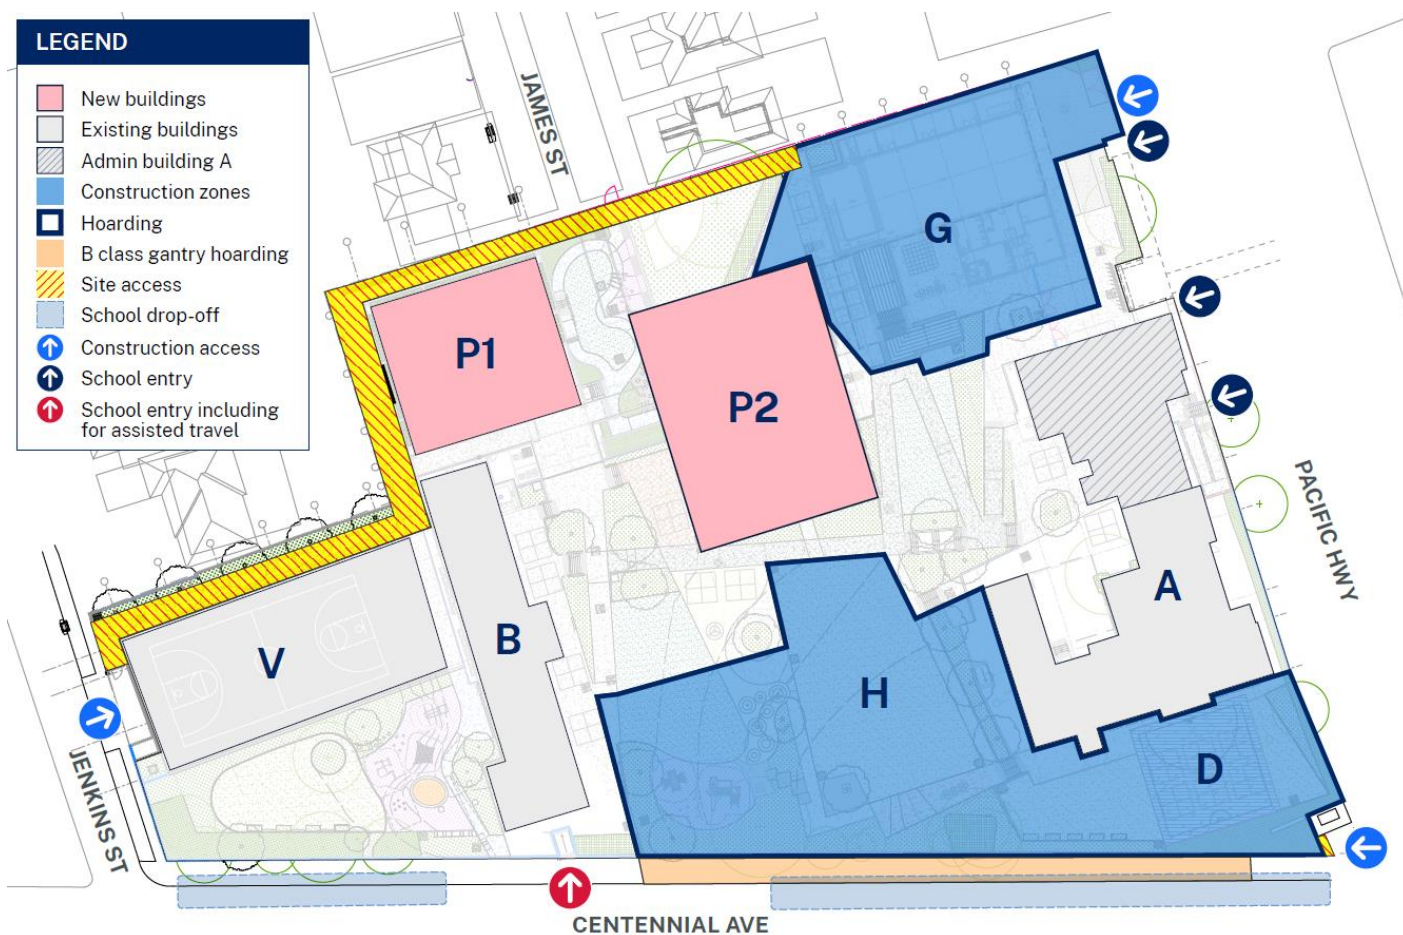 LEGEND
New buildings
Existing buildings
Admin building A
Construction zones
Hoarding
B class gantry hoarding
Site access
School drop-off
Construction access
School entry
School entry including
for assisted travel
JAMES ST
G
P1
P2
PACIFIC HWY
A
B
V
H
D
JENKINS ST
CENTENNIAL AVE